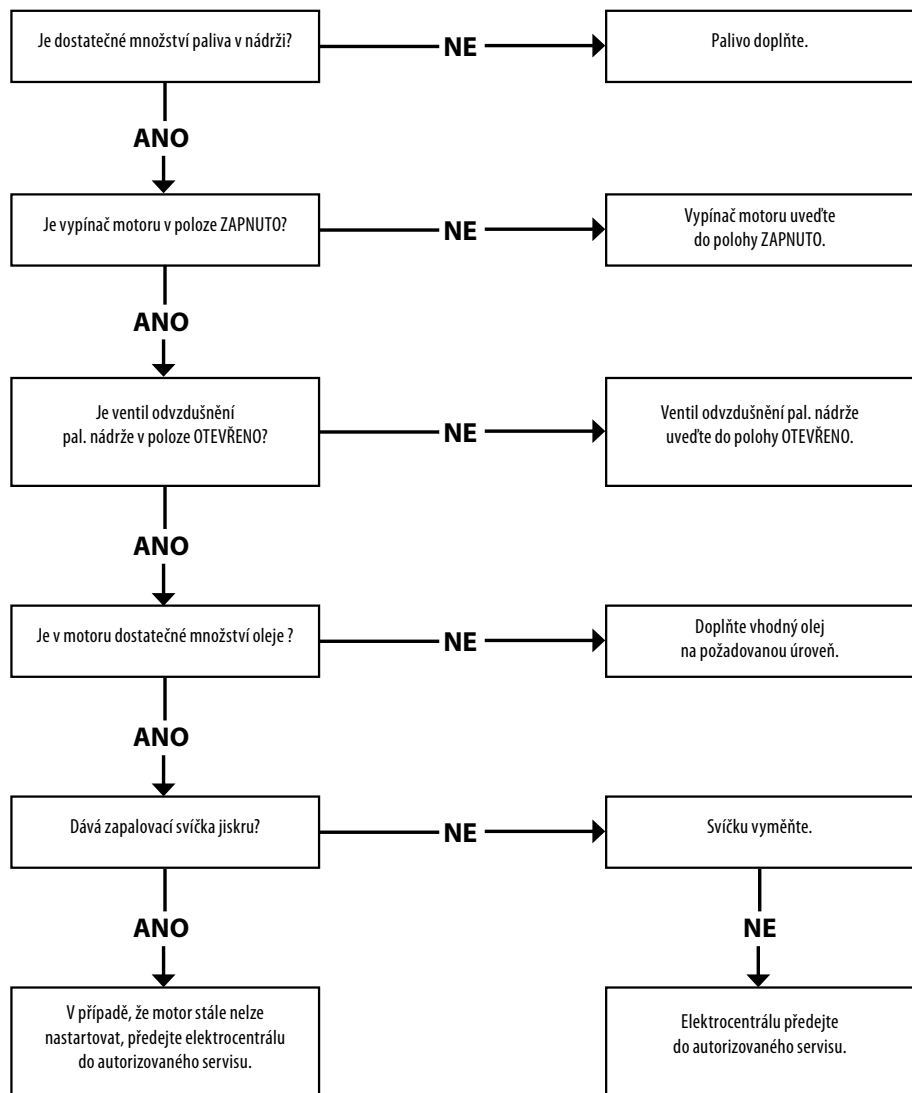 Je dostatečné množství paliva v nádrži?
NE
Palivo doplňte.
ANO
Je vypínač motoru v poloze ZAPNUTO?
NE
Vypínač motoru uveďte
do polohy ZAPNUTO.
ANO
Je ventil odvzdušnění
pal. nádrže v poloze OTEVŘENO?
NE
Ventil odvzdušnění pal. nádrže
uveďte do polohy OTEVŘENO.
ANO
Je v motoru dostatečné množství oleje ?
NE
Doplňte vhodný olej
na požadovanou úroveň.
ANO
Dává zapalovací svíčka jiskru?
NE
Svíčku vyměňte.
ANO
NE
V případě, že motor stále nelze
nastartovat, předejte elektrocentrálu
do autorizovaného servisu.
Elektrocentrálu předejte
do autorizovaného servisu.